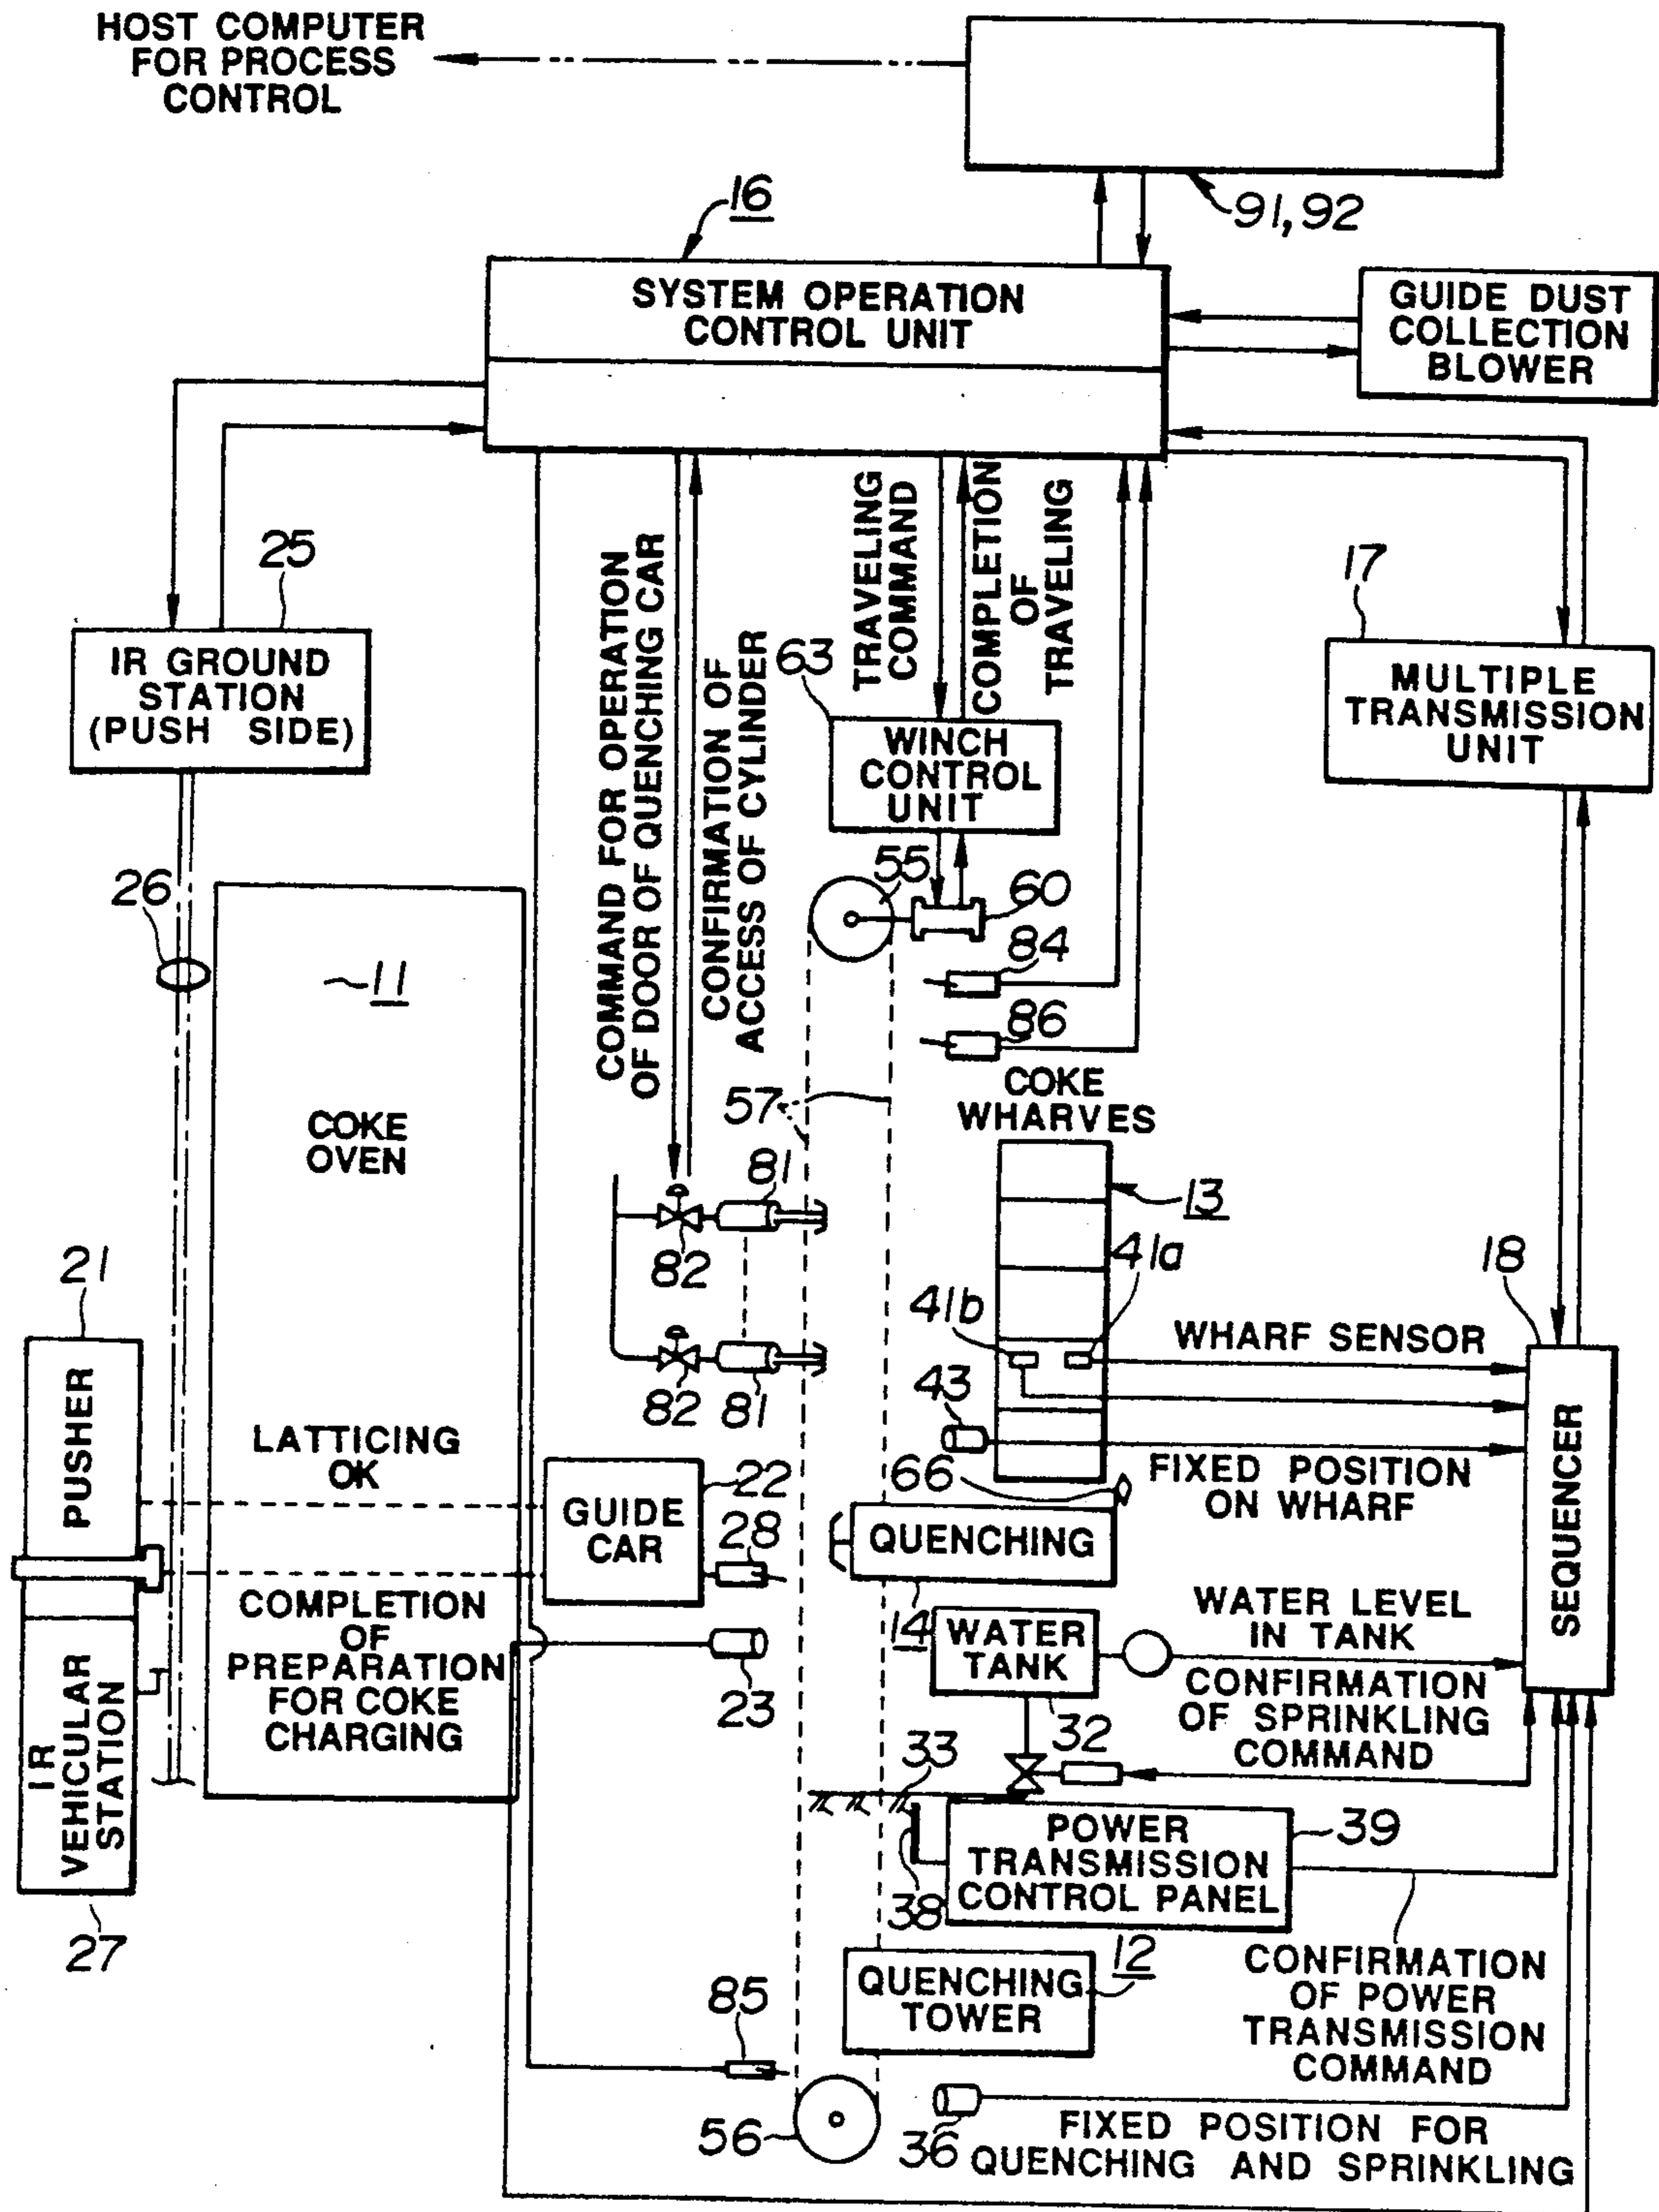 HOST COMPUTER
FOR PROCESS
CONTROL
91, 92
16
SYSTEM OPERATION
CONTROL UNIT
GUIDE DUST
COLLECTION
BLOWER
25
IR GROUND
STATION
(PUSH SIDE)
COMMAND FOR OPERATION
OF DOOR OF QUENCHING CAR
CONFIRMATION OF
ACCESS OF CYLINDER
TRAVELING
COMMAND
COMPLETION
OF
TRAVELING
63
WINCH
CONTROL
UNIT
17
MULTIPLE
TRANSMISSION
UNIT
55
60
84
86
26
11
COKE
OVEN
57
COKE
WHARVES
81
82
13
41a
41b
18
WHARF SENSOR
82
81
43
66
FIXED POSITION
ON WHARF
SEQUENCER
21
PUSHER
LATTICING
OK
22
GUIDE
CAR
28
QUENCHING
14
COMPLETION
OF
PREPARATION
FOR COKE
CHARGING
23
WATER
TANK
32
WATER LEVEL
IN TANK
CONFIRMATION
OF SPRINKLING
COMMAND
IR
VEHICULAR
STATION
27
33
38
POWER
TRANSMISSION
CONTROL PANEL
39
12
QUENCHING
TOWER
CONFIRMATION
OF POWER
TRANSMISSION
COMMAND
85
56
36
FIXED POSITION FOR
QUENCHING AND SPRINKLING